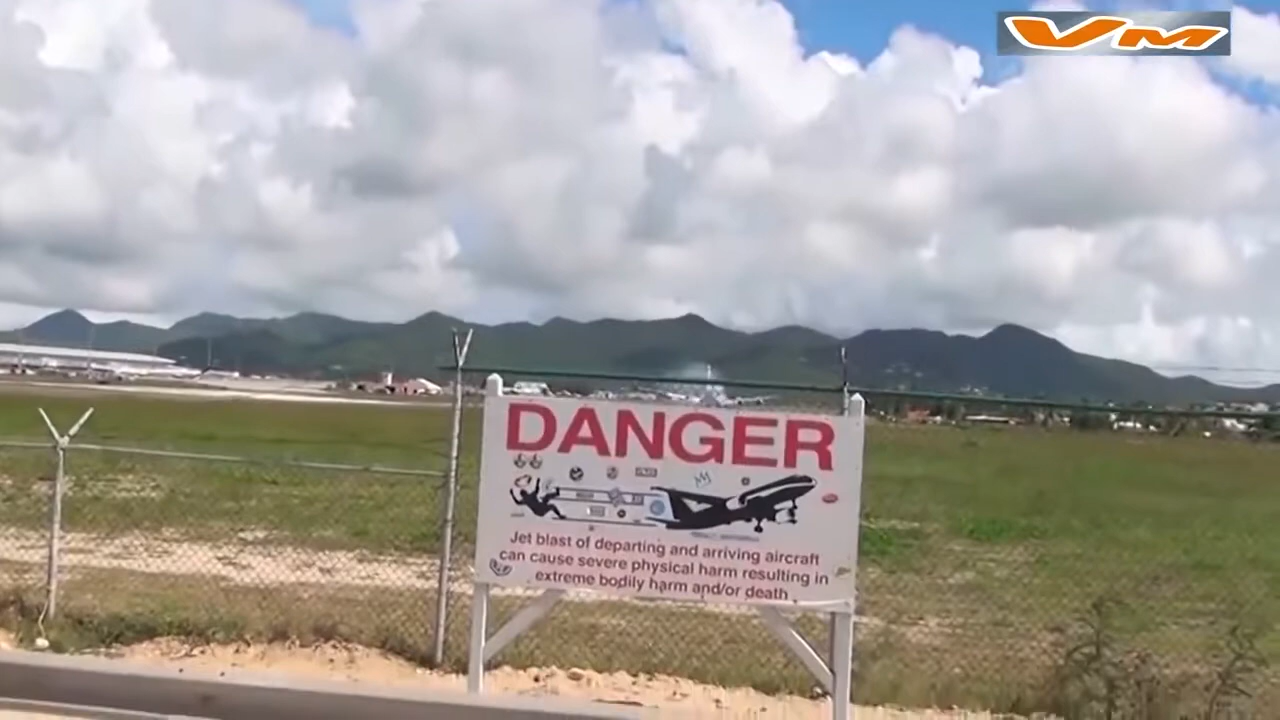 VM
DANGER
Jet blast of departing and arriving aircraft
can cause severe physical harm resulting in
extreme bodily harm and/or death